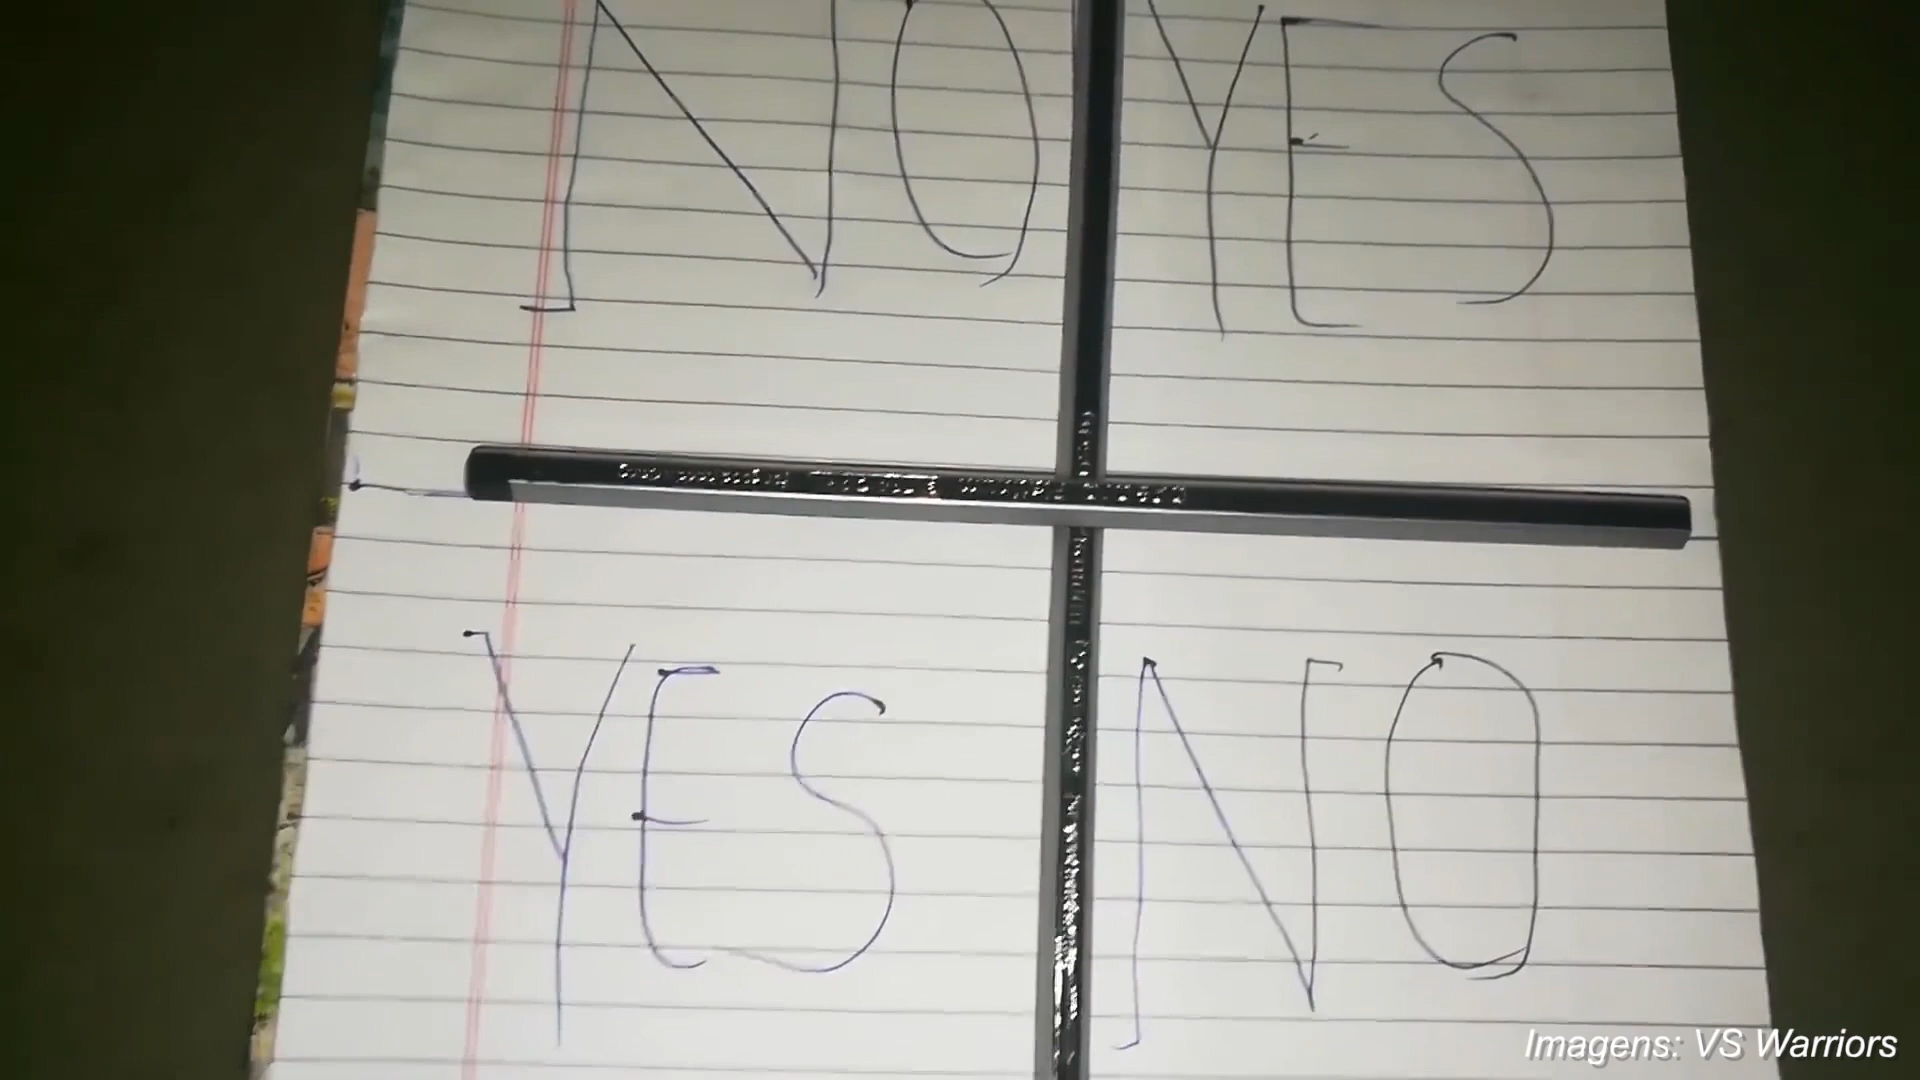 NO YES
YES NO
Imagens: VS Warriors